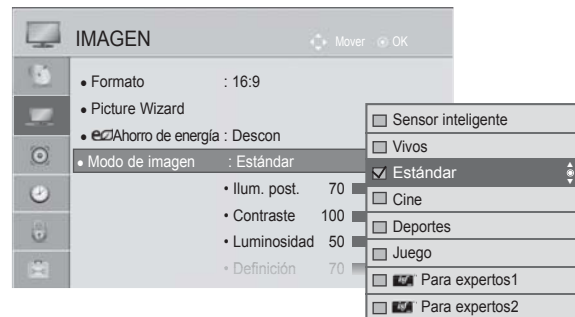 IMAGEN
Mover
OK
• Formato : 16:9
• Picture Wizard
• eco Ahorro de energía : Descon
• Modo de imagen : Estándar
• Ilum. post. 70
• Contraste 100
• Luminosidad 50
• Definición 70
Sensor inteligente
Vivos
Estándar
Cine
Deportes
Juego
Para expertos1
Para expertos2